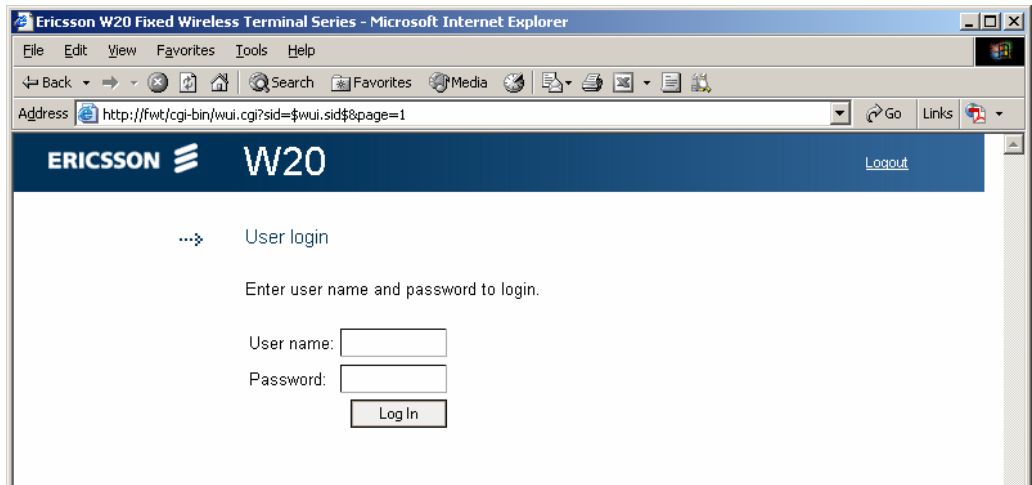 Ericsson W20 Fixed Wireless Terminal Series - Microsoft Internet Explorer
File Edit View Favorites Tools Help
Back Search Favorites Media
Address http://fwt/cgi-bin/wui.cgi?sid=$wui.sid$&page=1 Go Links
ERICSSON W20 Logout
User login
Enter user name and password to login.
User name:
Password:
Log In